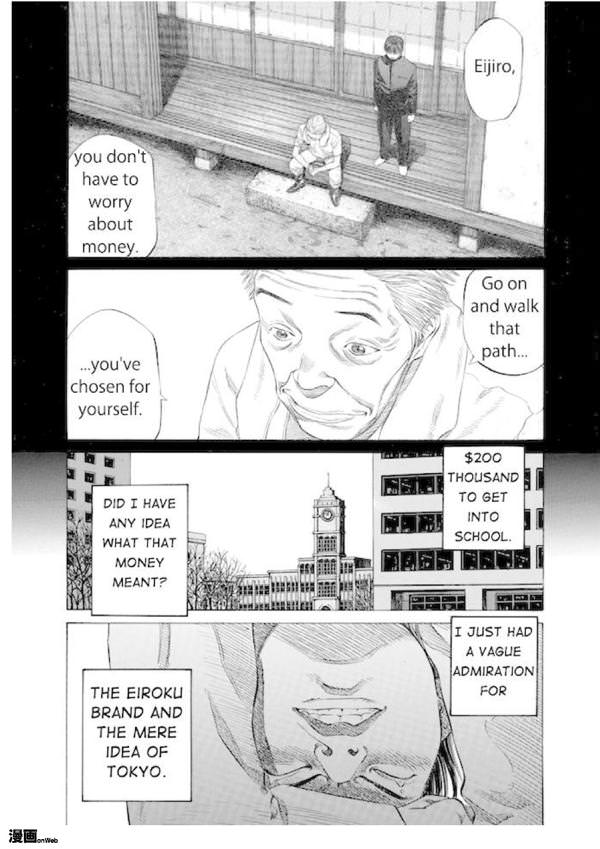 Eijiro,
you don't
have to
worry
about
money.
Go on
and walk
that
path...
...you've
chosen for
yourself.
$200
THOUSAND
TO GET
INTO
SCHOOL.
DID I HAVE
ANY IDEA
WHAT THAT
MONEY
MEANT?
I JUST HAD
A VAGUE
ADMIRATION
FOR
THE EIROKU
BRAND AND
THE MERE
IDEA OF
TOKYO.
漫画 on Web